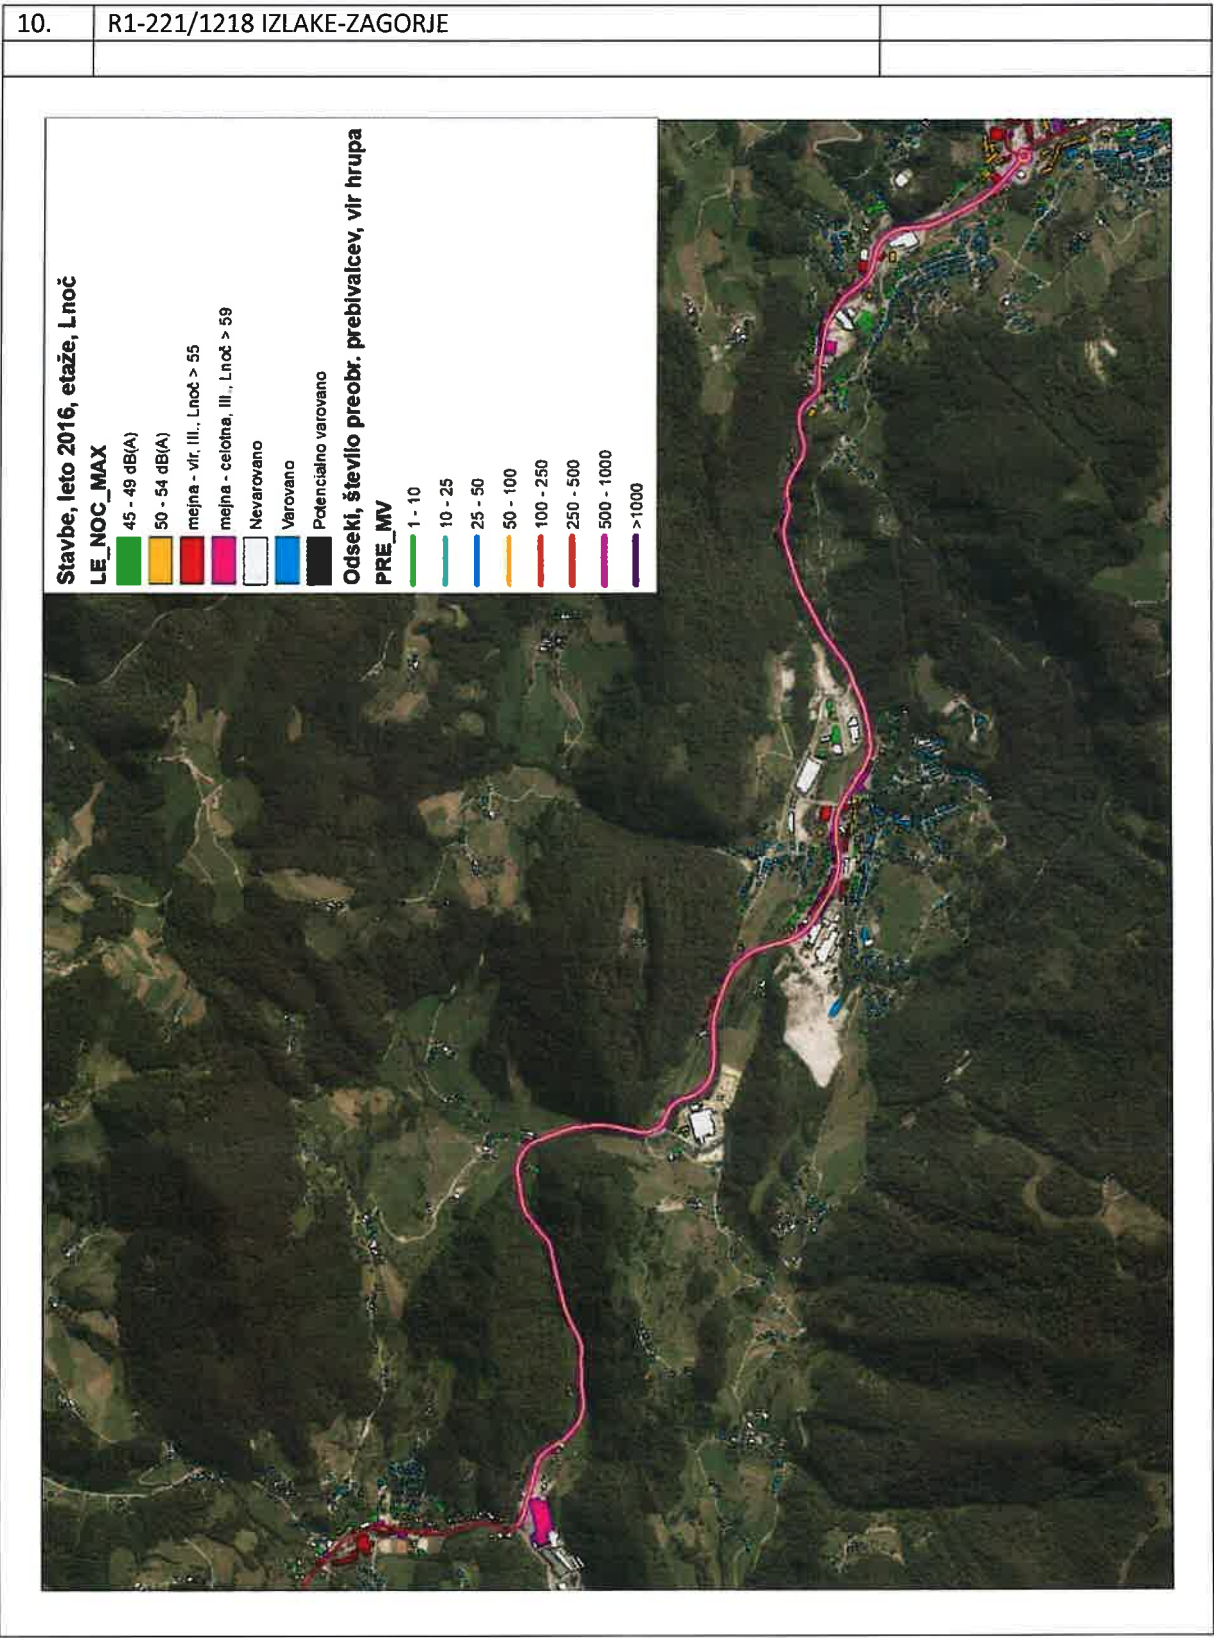 10. R1-221/1218 IZLAKE-ZAGORJE
Stavbe, leto 2016, etaže, Lnoč
LE_NOC_MAX
45 - 49 dB(A)
50 - 54 dB(A)
mejna - vir, III., Lnoč > 55
mejna - celotna, III., Lnoč > 59
Nevarovano
Varovano
Potencialno varovano
Odseki, število preobr. prebivalcev, vir hrupa
PRE_MV
1 - 10
10 - 25
25 - 50
50 - 100
100 - 250
250 - 500
500 - 1000
>1000